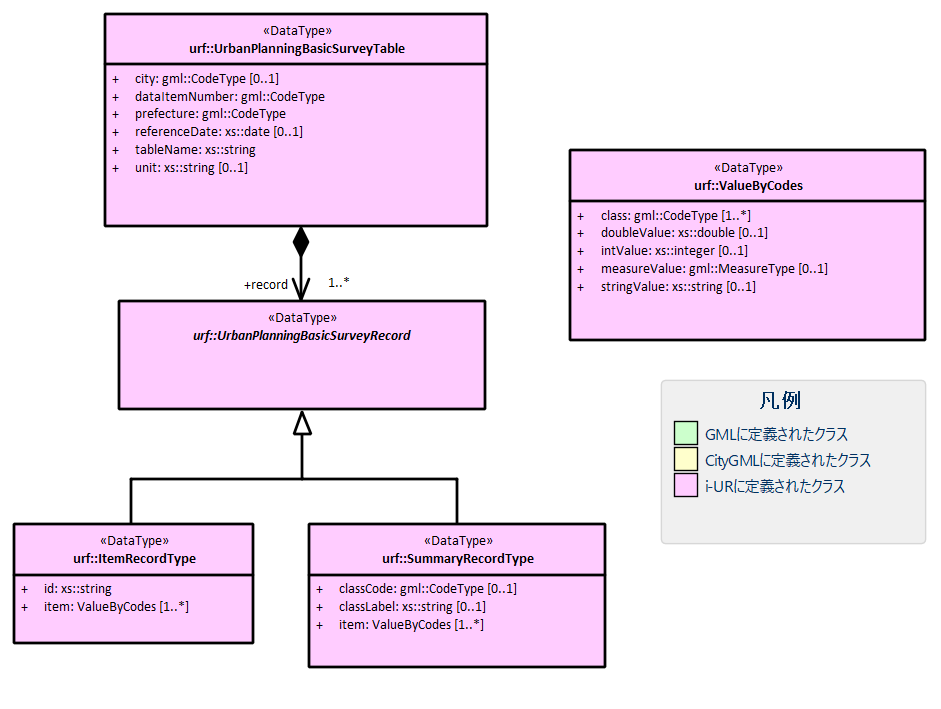 «DataType»
urf::UrbanPlanningBasicSurveyTable
+ city: gml::CodeType [0..1]
+ dataItemNumber: gml::CodeType
+ prefecture: gml::CodeType
+ referenceDate: xs::date [0..1]
+ tableName: xs::string
+ unit: xs::string [0..1]
«DataType»
urf::ValueByCodes
+ class: gml::CodeType [1..*]
+ doubleValue: xs::double [0..1]
+ intValue: xs::integer [0..1]
+ measureValue: gml::MeasureType [0..1]
+ stringValue: xs::string [0..1]
+record 1..*
«DataType»
urf::UrbanPlanningBasicSurveyRecord
凡例
GMLに定義されたクラス
CityGMLに定義されたクラス
i-URに定義されたクラス
«DataType»
urf::ItemRecordType
+ id: xs::string
+ item: ValueByCodes [1..*]
«DataType»
urf::SummaryRecordType
+ classCode: gml::CodeType [0..1]
+ classLabel: xs::string [0..1]
+ item: ValueByCodes [1..*]